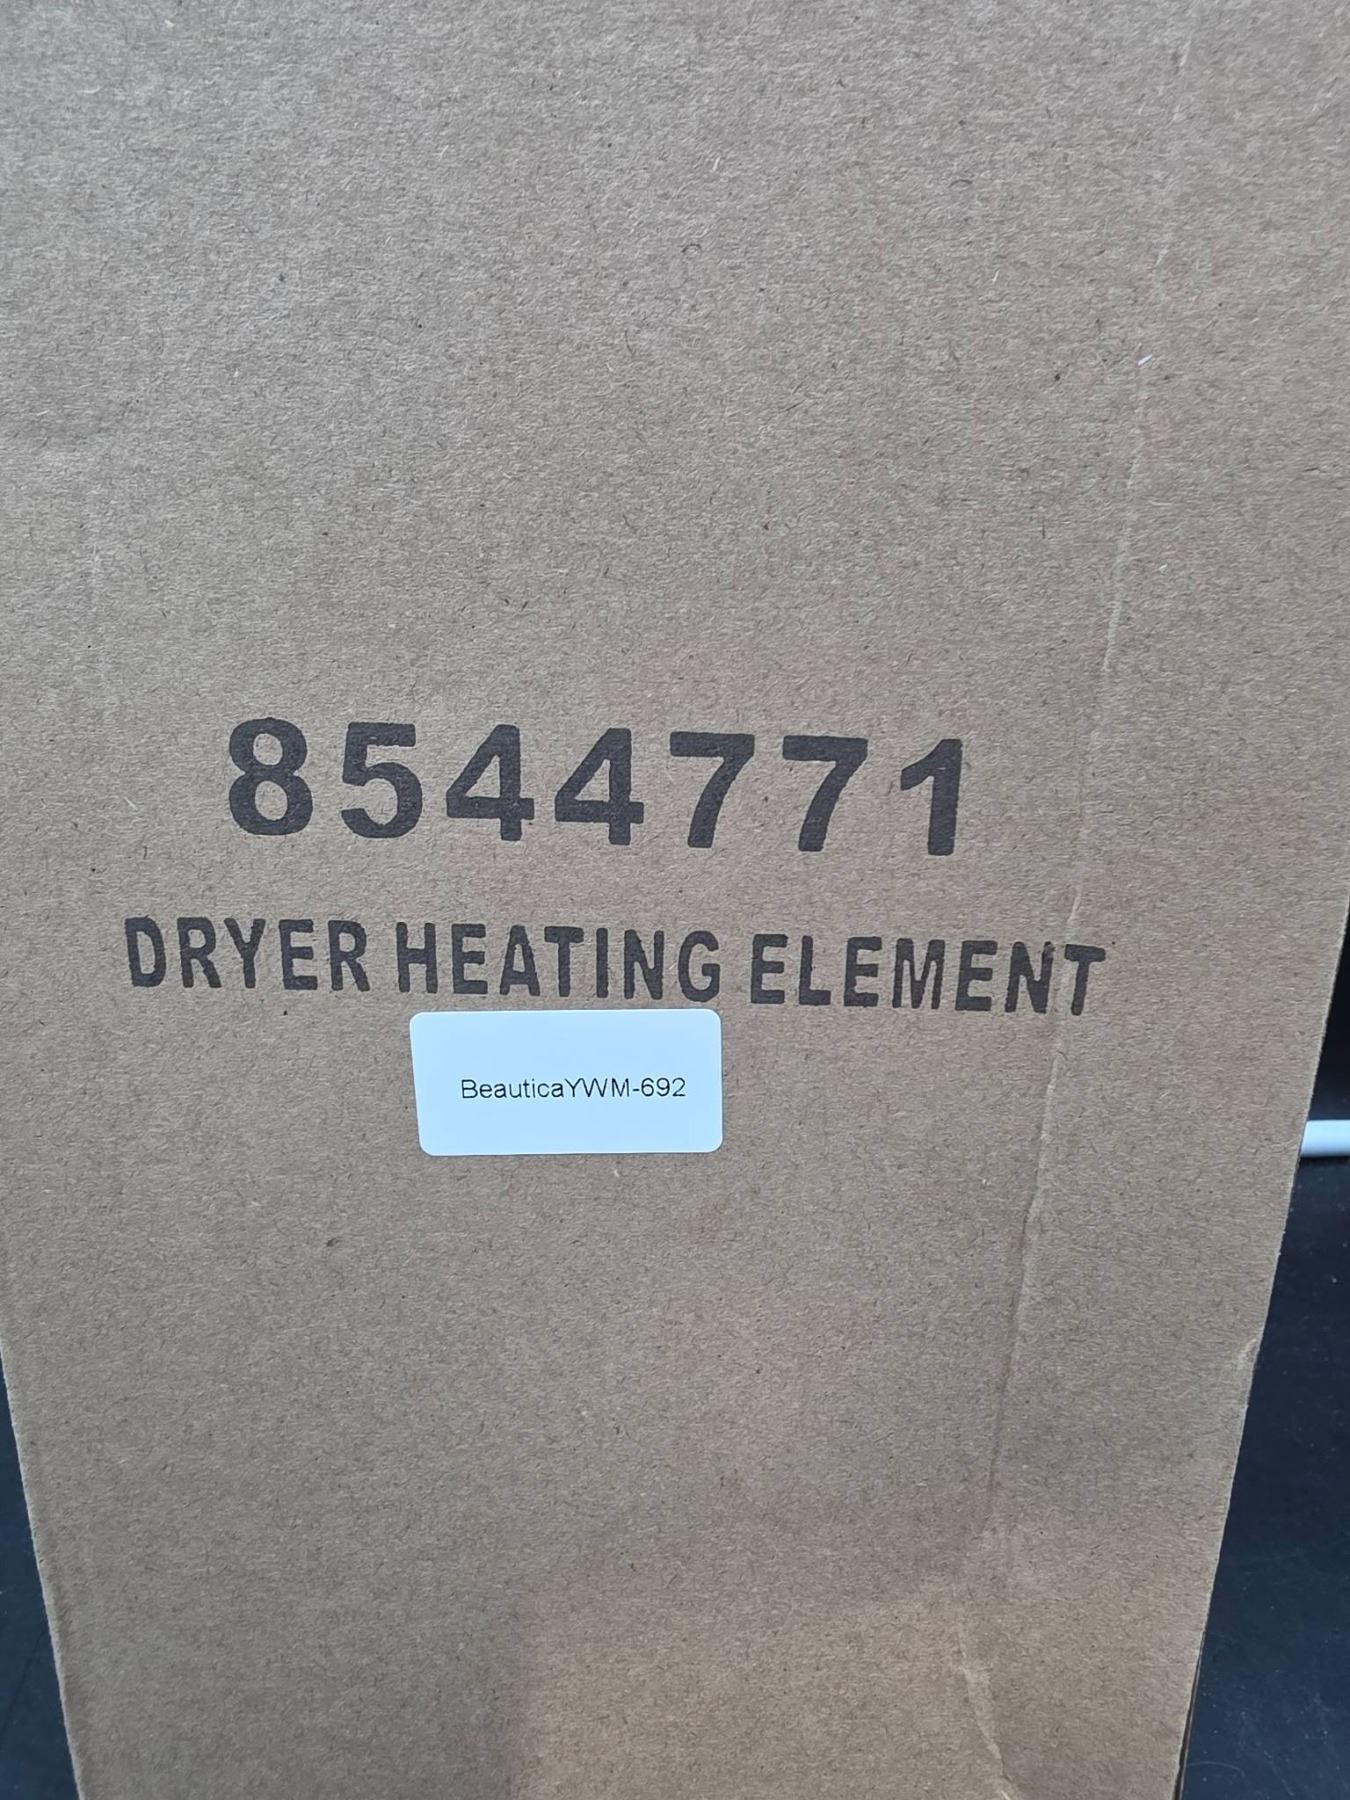 8544771
DRYER HEATING ELEMENT
BeauticaYWM-692